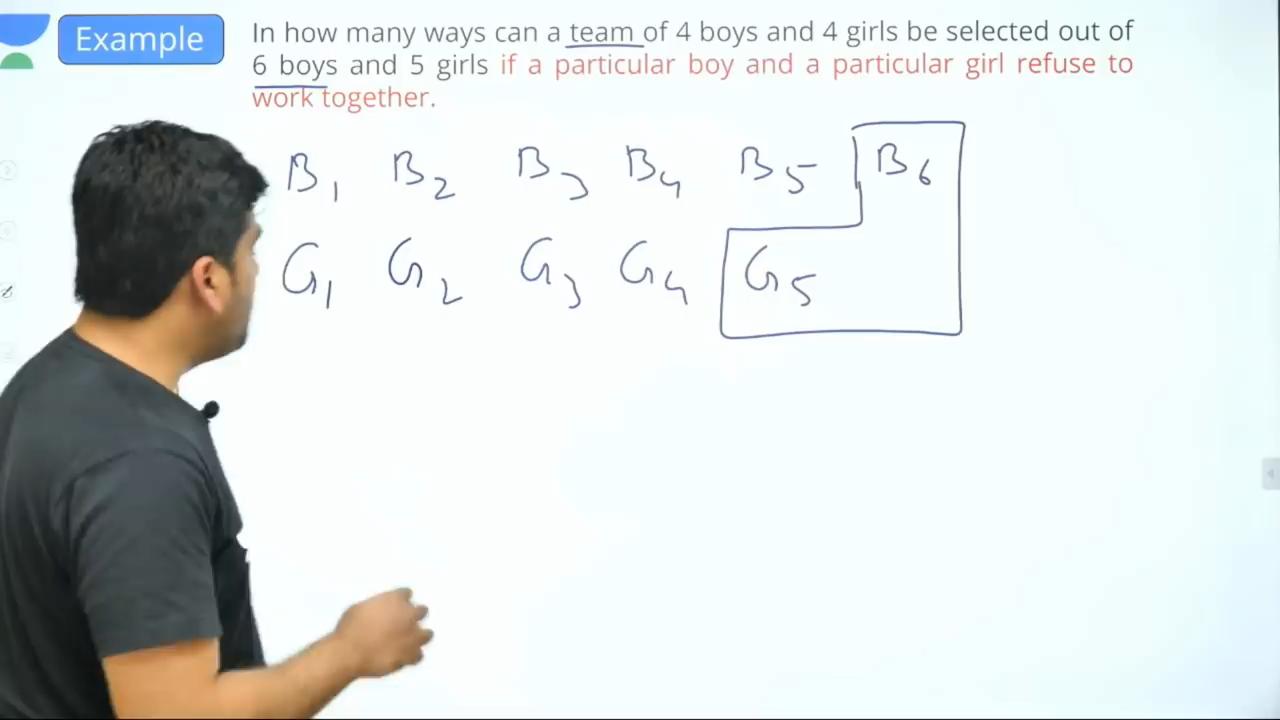 Example
In how many ways can a team of 4 boys and 4 girls be selected out of
6 boys and 5 girls if a particular boy and a particular girl refuse to
work together.
B1 B2 B3 B4 B5 B6
G1 G2 G3 G4 G5